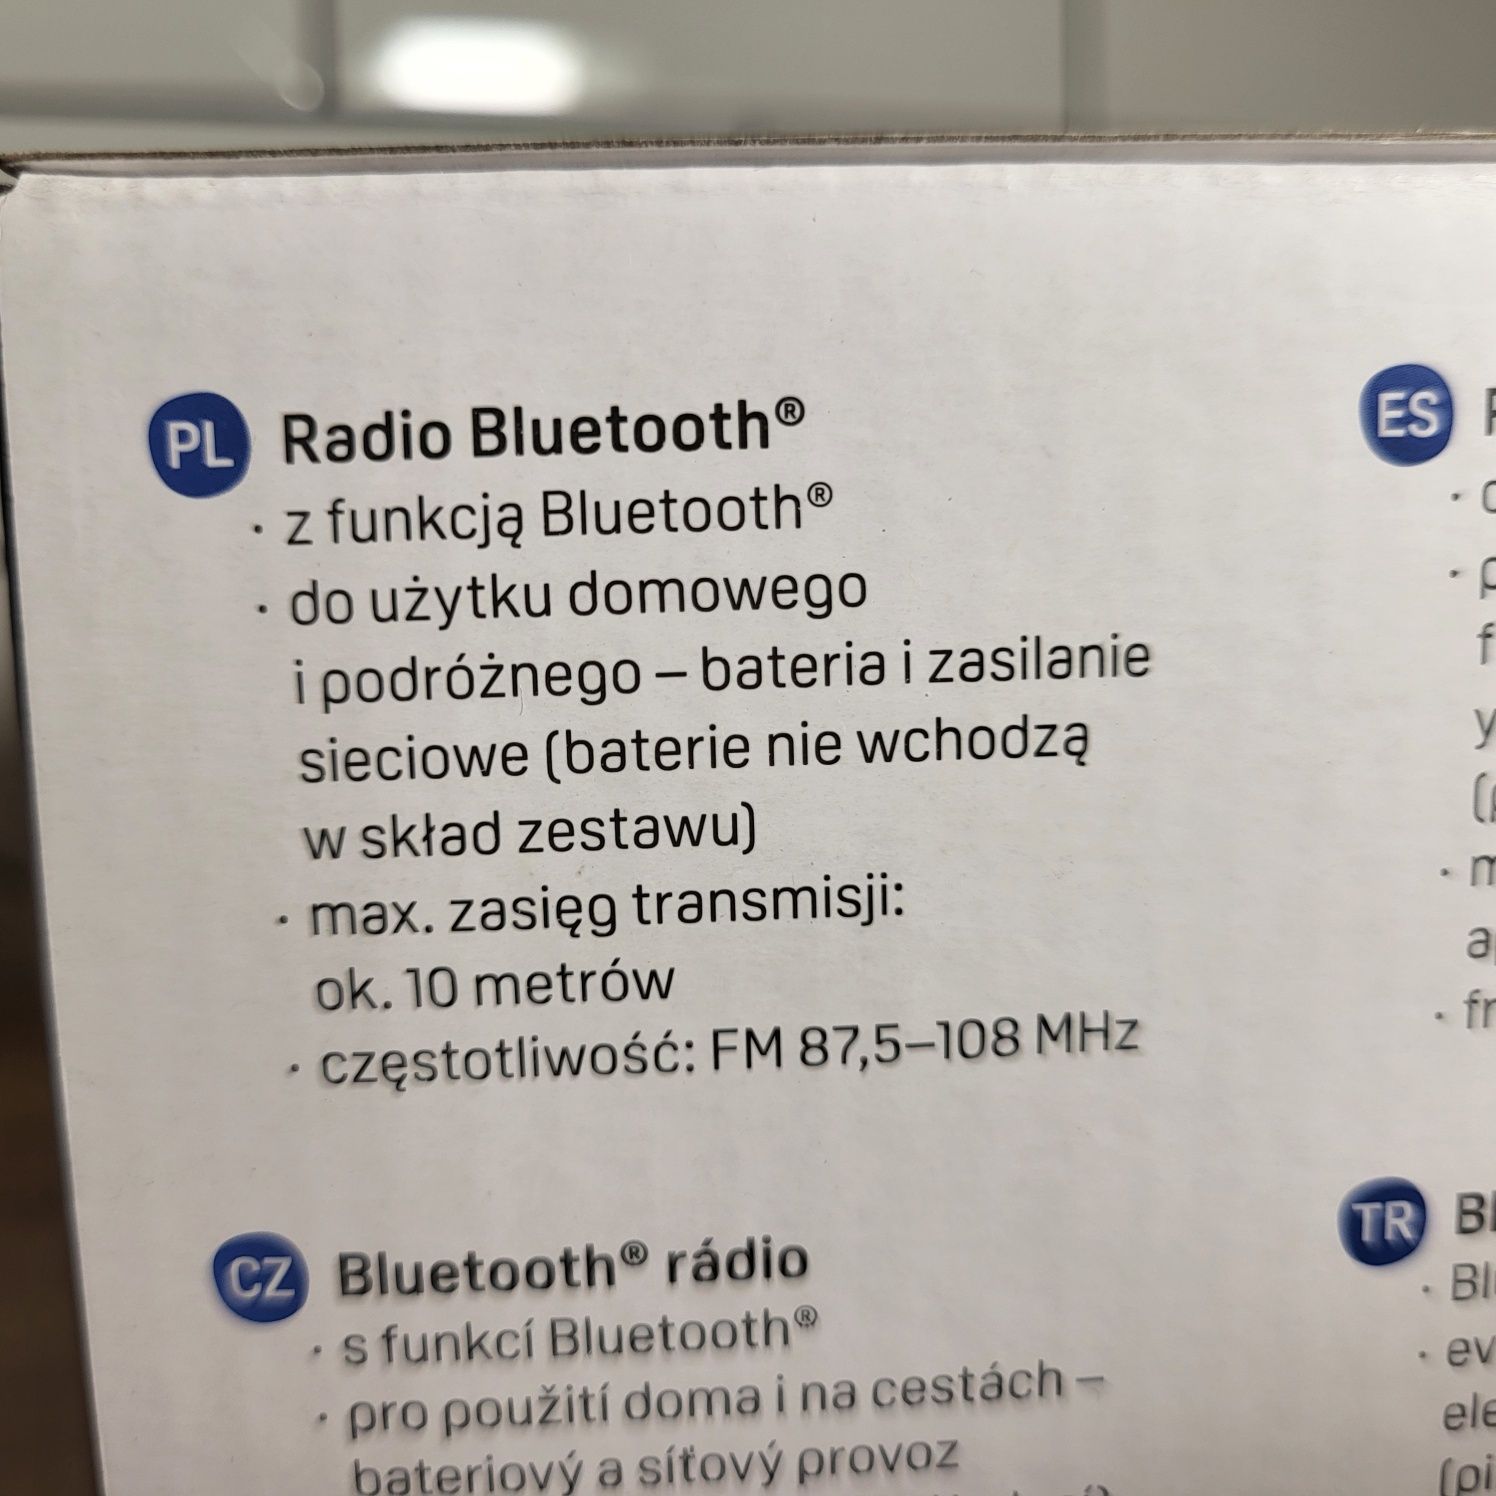 PL Radio Bluetooth®
· z funkcją Bluetooth®
· do użytku domowego
i podróżnego – bateria i zasilanie
sieciowe (baterie nie wchodzą
w skład zestawu)
· max. zasięg transmisji:
ok. 10 metrów
· częstotliwość: FM 87,5–108 MHz
CZ Bluetooth® rádio
· s funkcí Bluetooth®
· pro použití doma i na cestách –
bateriový a síťový provoz
ES
TR